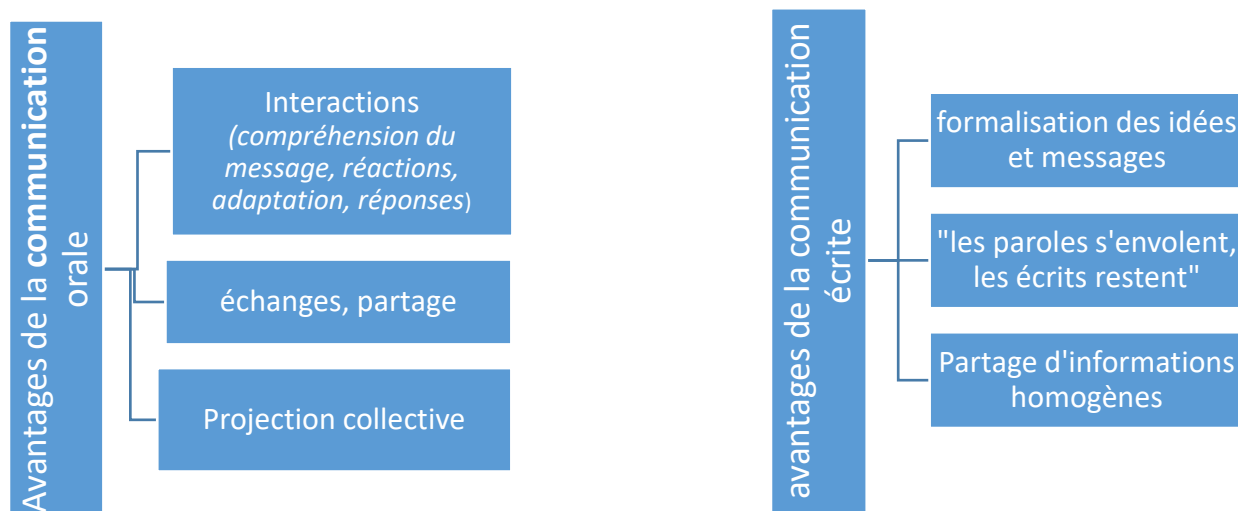 Avantages de la communication
orale
Interactions
(compréhension du
message, réactions,
adaptation, réponses)
échanges, partage
Projection collective
avantages de la communication
écrite
formalisation des idées
et messages
"les paroles s'envolent,
les écrits restent"
Partage d'informations
homogènes